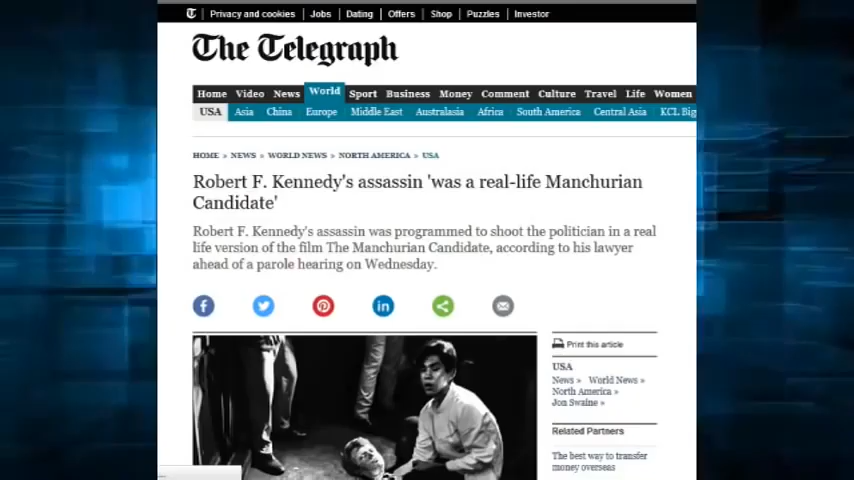 Privacy and cookies | Jobs | Dating | Offers | Shop | Puzzles | Investor
The Telegraph
Home Video News World Sport Business Money Comment Culture Travel Life Women
USA Asia China Europe Middle East Australasia Africa South America Central Asia KCL Big
HOME » NEWS » WORLD NEWS » NORTH AMERICA » USA
Robert F. Kennedy's assassin 'was a real-life Manchurian
Candidate'
Robert F. Kennedy's assassin was programmed to shoot the politician in a real
life version of the film The Manchurian Candidate, according to his lawyer
ahead of a parole hearing on Wednesday.
Print this article
USA
News » World News »
North America »
Jon Swaine »
Related Partners
The best way to transfer
money overseas